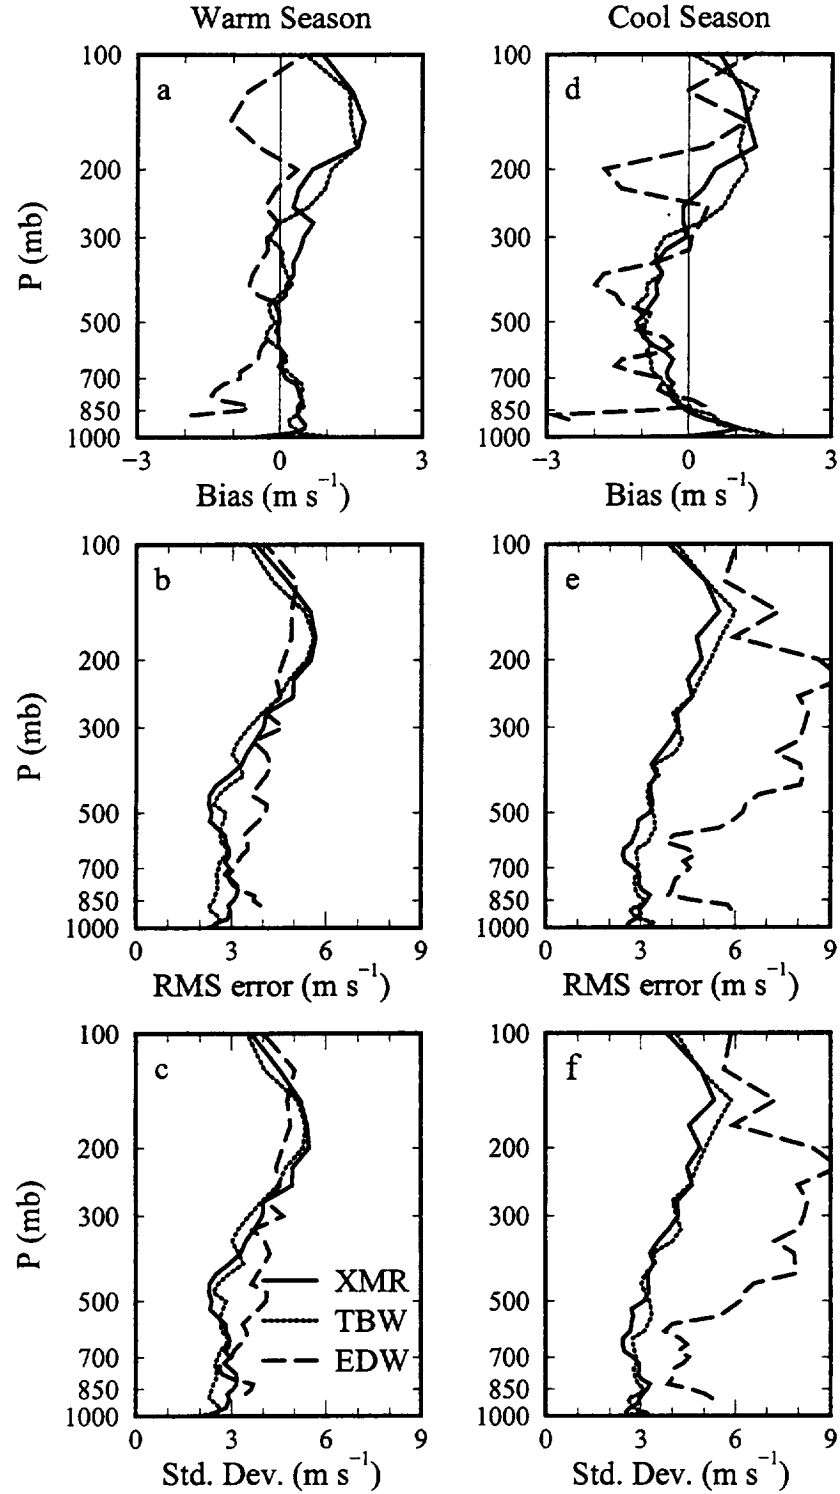 Warm Season
Cool Season
a
100
200
300
500
700
850
1000
P (mb)
−3 0 3
Bias (m s⁻¹)
d
100
200
300
500
700
850
1000
−3 0 3
Bias (m s⁻¹)
b
100
200
300
500
700
850
1000
P (mb)
0 3 6 9
RMS error (m s⁻¹)
e
100
200
300
500
700
850
1000
0 3 6 9
RMS error (m s⁻¹)
c
100
200
300
500
700
850
1000
P (mb)
XMR
TBW
EDW
0 3 6 9
Std. Dev. (m s⁻¹)
f
100
200
300
500
700
850
1000
0 3 6 9
Std. Dev. (m s⁻¹)